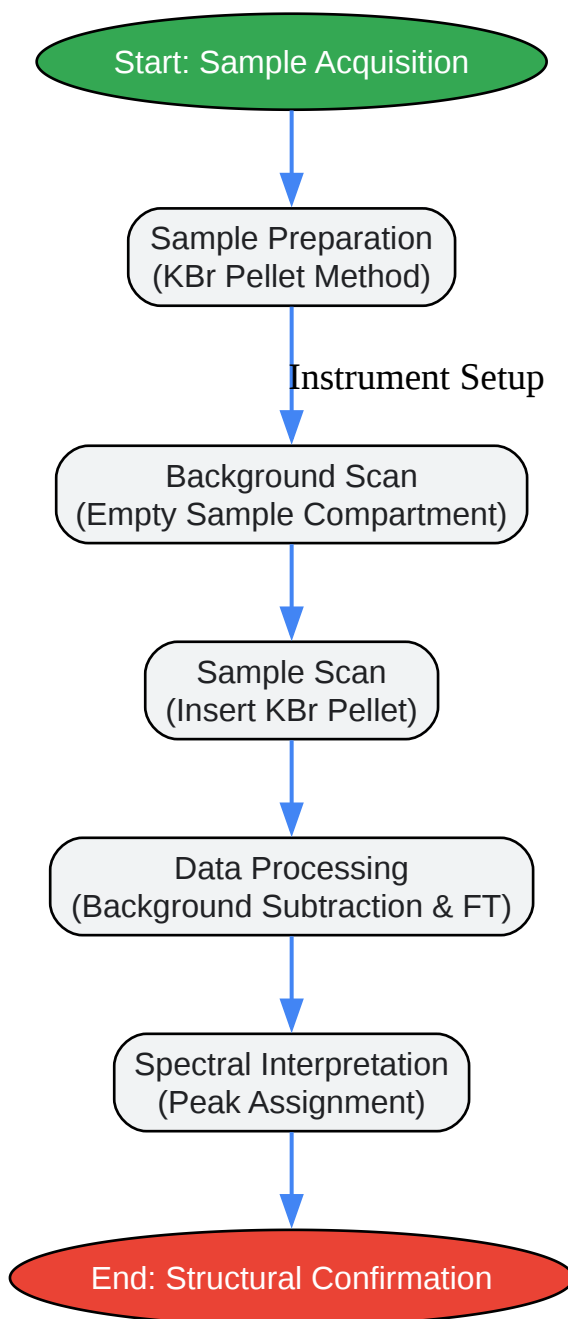 Start: Sample Acquisition
Sample Preparation
(KBr Pellet Method)
Instrument Setup
Background Scan
(Empty Sample Compartment)
Sample Scan
(Insert KBr Pellet)
Data Processing
(Background Subtraction & FT)
Spectral Interpretation
(Peak Assignment)
End: Structural Confirmation